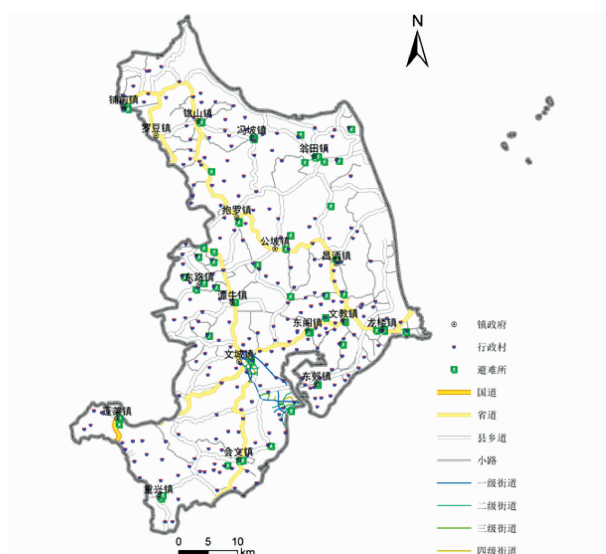 N
铺前镇
锦山镇
罗豆镇
冯坡镇
翁田镇
抱罗镇
公坡镇
昌洒镇
东路镇
潭牛镇
文教镇
东阁镇
龙楼镇
文城镇
东郊镇
蓬莱镇
会文镇
重兴镇
镇政府
行政村
避难所
国道
省道
县乡道
小路
一级街道
二级街道
三级街道
四级街道
0 5 10
km